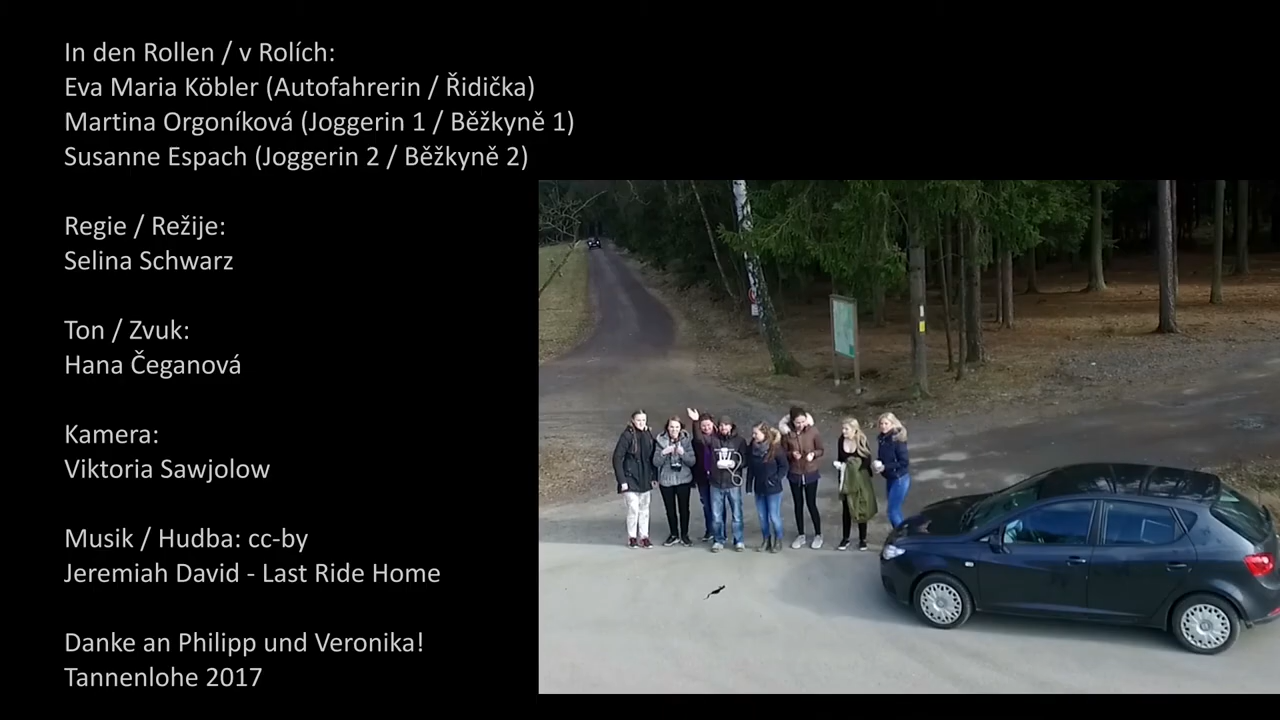 In den Rollen / v Rolích:
Eva Maria Köbler (Autofahrerin / Řidička)
Martina Orgoníková (Joggerin 1 / Běžkyně 1)
Susanne Espach (Joggerin 2 / Běžkyně 2)
Regie / Režije:
Selina Schwarz
Ton / Zvuk:
Hana Čeganová
Kamera:
Viktoria Sawjolow
Musik / Hudba: cc-by
Jeremiah David - Last Ride Home
Danke an Philipp und Veronika!
Tannenlohe 2017